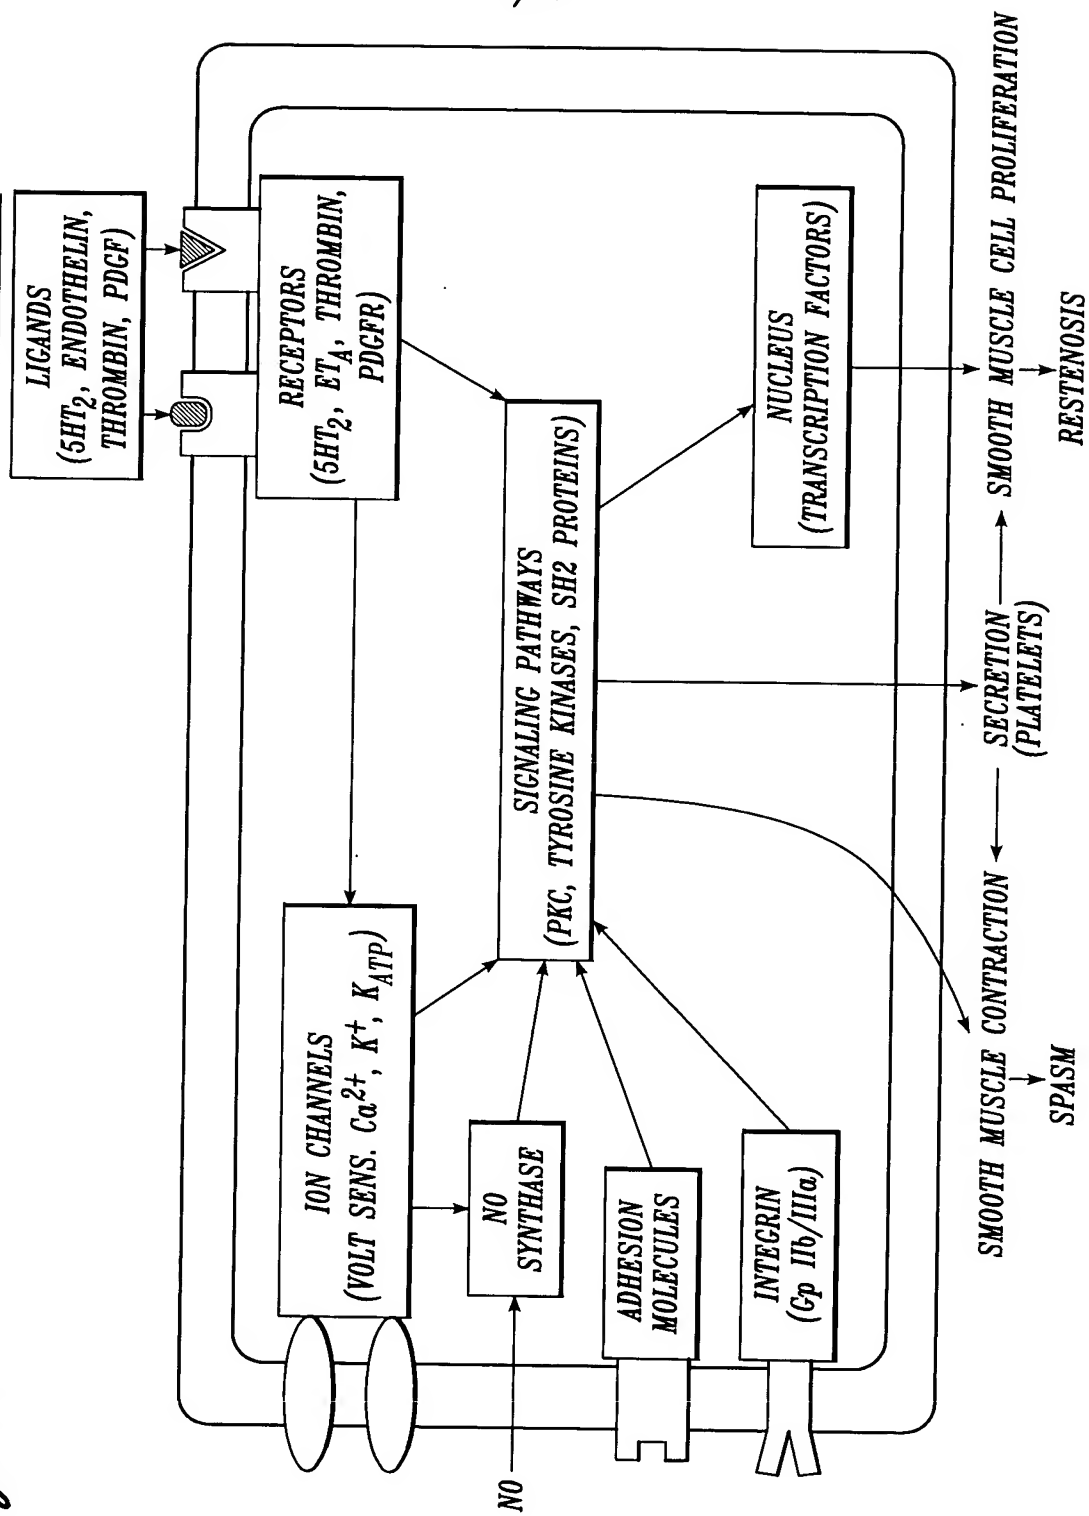 LIGANDS
(5HT2, ENDOTHELIN,
THROMBIN, PDGF)
RECEPTORS
(5HT2, ETA, THROMBIN,
PDGFR)
ION CHANNELS
(VOLT SENS. Ca2+, K+, KATP)
NO
NO
SYNTHASE
SIGNALING PATHWAYS
(PKC, TYROSINE KINASES, SH2 PROTEINS)
ADHESION
MOLECULES
INTEGRIN
(Gp IIb/IIIa)
NUCLEUS
(TRANSCRIPTION FACTORS)
SMOOTH MUSCLE CONTRACTION
SECRETION
(PLATELETS)
SMOOTH MUSCLE CELL PROLIFERATION
SPASM
RESTENOSIS